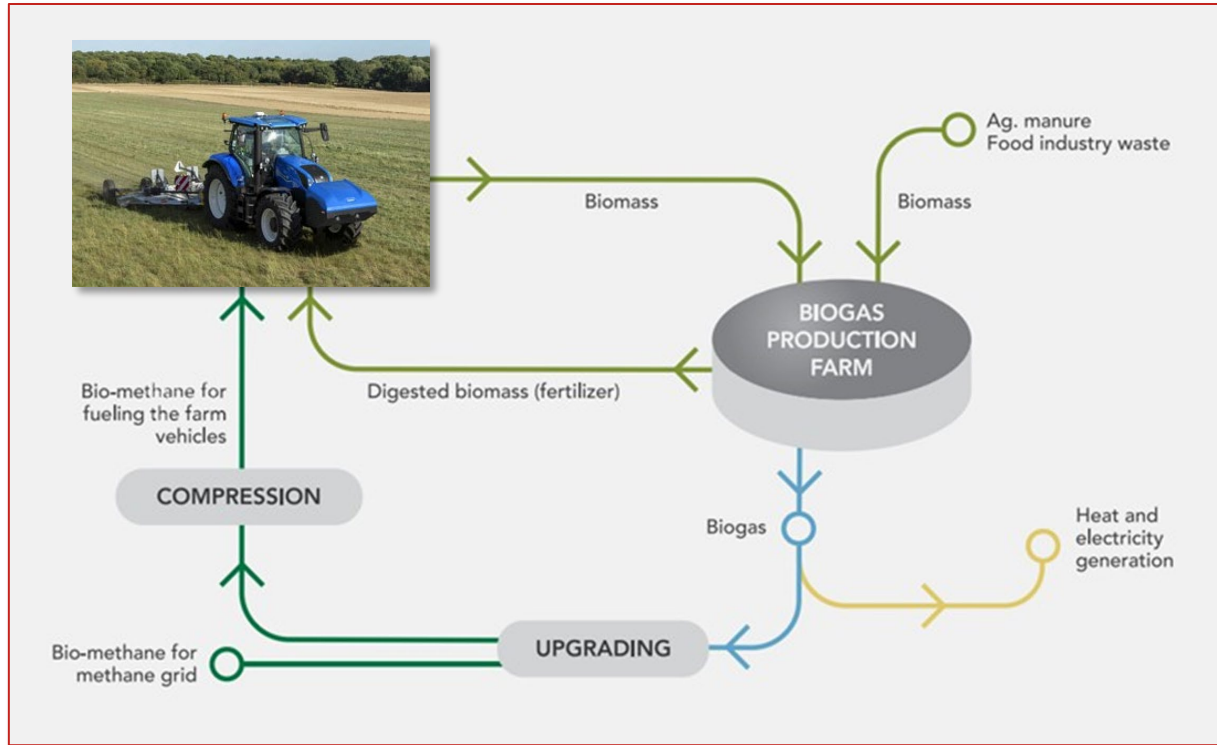 Ag. manure
Food industry waste
Biomass
Biomass
BIOGAS
PRODUCTION
FARM
Digested biomass (fertilizer)
Bio-methane for
fueling the farm
vehicles
COMPRESSION
Biogas
Heat and
electricity
generation
UPGRADING
Bio-methane for
methane grid